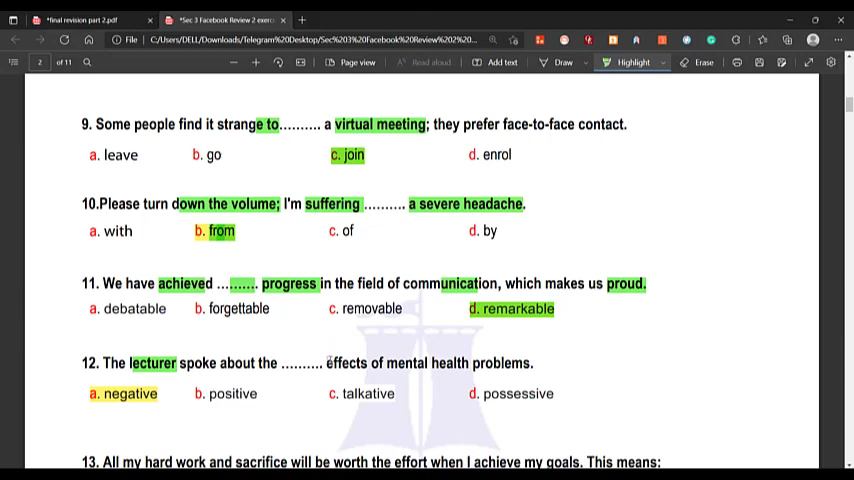 *final revision part 2.pdf
*Sec 3 Facebook Review 2 exerc
File C:/Users/DELL/Downloads/Telegram%20Desktop/Sec%203%20Facebook%20Review%202%20...
2 of 11 Page view Read aloud Add text Draw Highlight Erase
9. Some people find it strange to.......... a virtual meeting; they prefer face-to-face contact.
a. leave b. go c. join d. enrol
10.Please turn down the volume; I'm suffering .......... a severe headache.
a. with b. from c. of d. by
11. We have achieved .......... progress in the field of communication, which makes us proud.
a. debatable b. forgettable c. removable d. remarkable
12. The lecturer spoke about the .......... effects of mental health problems.
a. negative b. positive c. talkative d. possessive
13. All my hard work and sacrifice will be worth the effort when I achieve my goals. This means: